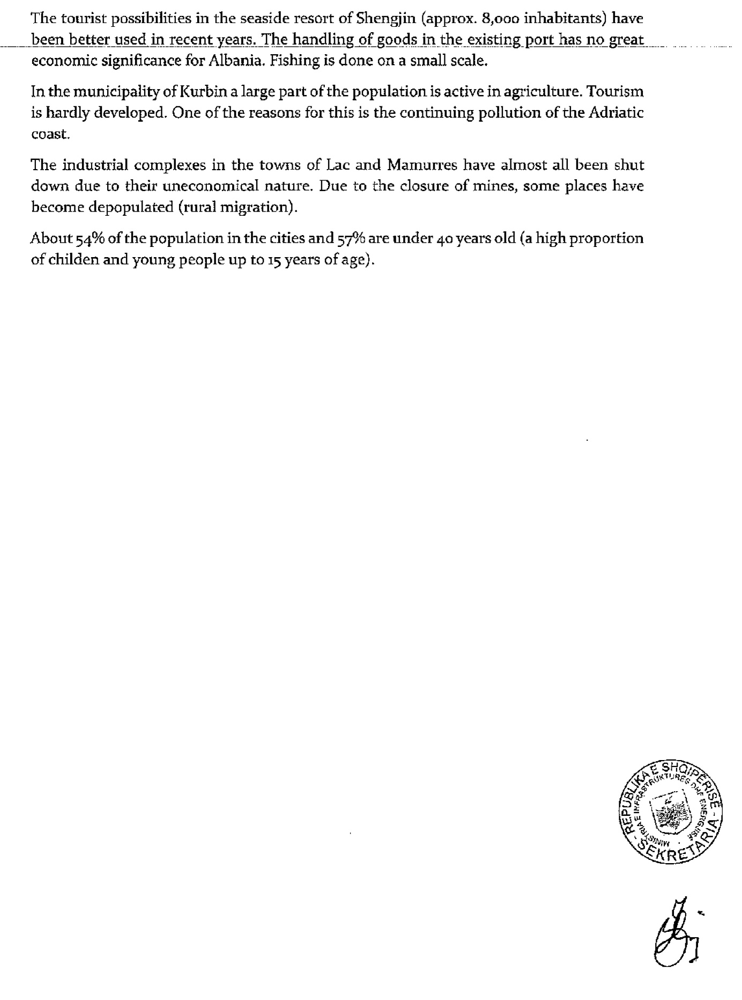 The tourist possibilities in the seaside resort of Shengjin (approx. 8,000 inhabitants) have
been better used in recent years. The handling of goods in the existing port has no great
economic significance for Albania. Fishing is done on a small scale.
In the municipality of Kurbin a large part of the population is active in agriculture. Tourism
is hardly developed. One of the reasons for this is the continuing pollution of the Adriatic
coast.
The industrial complexes in the towns of Lac and Mamurres have almost all been shut
down due to their uneconomical nature. Due to the closure of mines, some places have
become depopulated (rural migration).
About 54% of the population in the cities and 57% are under 40 years old (a high proportion
of childen and young people up to 15 years of age).
- REPUBLIKA E SHQIPËRISË -
MINISTRIA E INFRASTRUKTURËS DHE ENERGJISË
SEKRETARIA